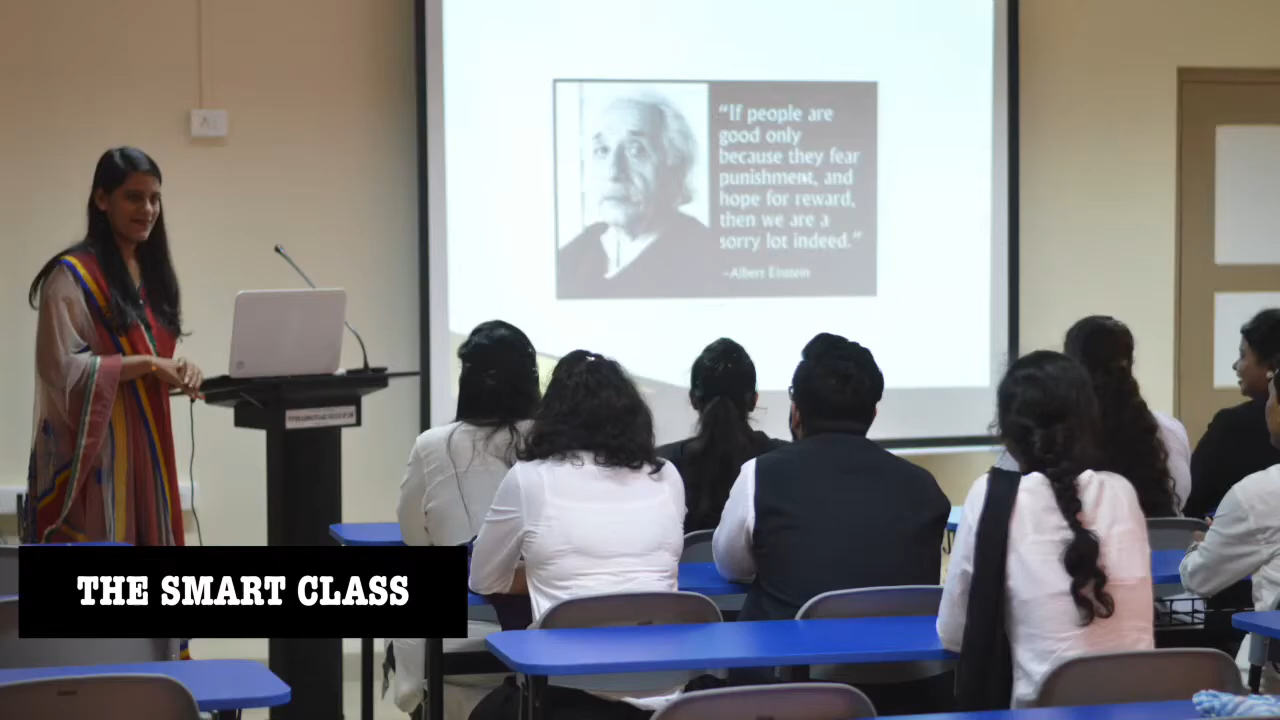 “If people are
good only
because they fear
punishment, and
hope for reward,
then we are a
sorry lot indeed.”
–Albert Einstein
THE SMART CLASS